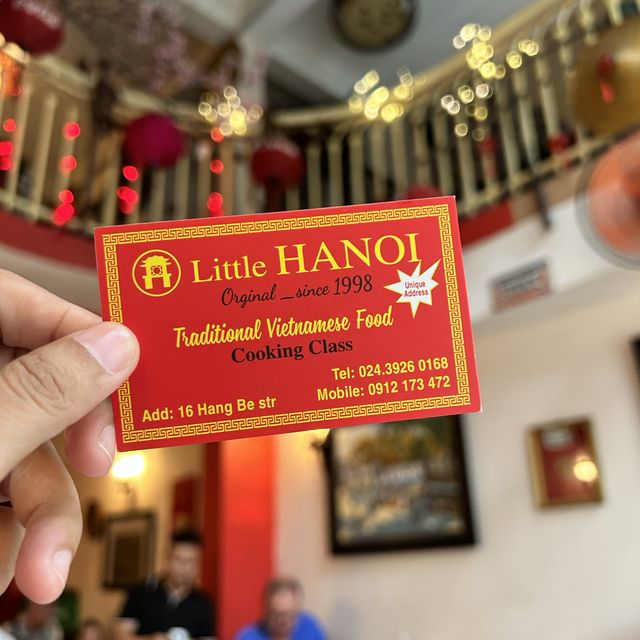 Little HANOI
Orginal _ since 1998
Unique
Address
Traditional Vietnamese Food
Cooking Class
Tel: 024.3926 0168
Mobile: 0912 173 472
Add: 16 Hang Be str